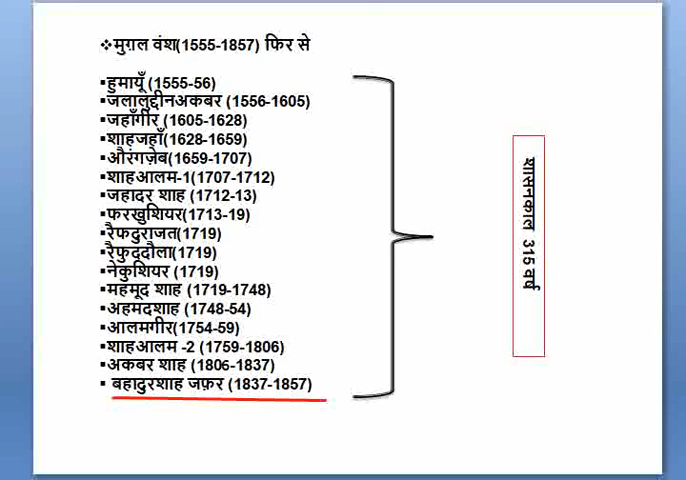 ❖मुग़ल वंश(1555-1857) फिर से
▪हुमायूँ (1555-56)
▪जलालुद्दीनअकबर (1556-1605)
▪जहाँगीर (1605-1628)
▪शाहजहाँ(1628-1659)
▪औरंगज़ेब(1659-1707)
▪शाहआलम-1(1707-1712)
▪जहादर शाह (1712-13)
▪फरखुशियर(1713-19)
▪रैफदुराजत(1719)
▪रैफुददौला(1719)
▪नेकुशियर (1719)
▪महमूद शाह (1719-1748)
▪अहमदशाह (1748-54)
▪आलमगीर(1754-59)
▪शाहआलम -2 (1759-1806)
▪अकबर शाह (1806-1837)
▪ बहादुरशाह जफ़र (1837-1857)
शासनकाल 315 वर्ष